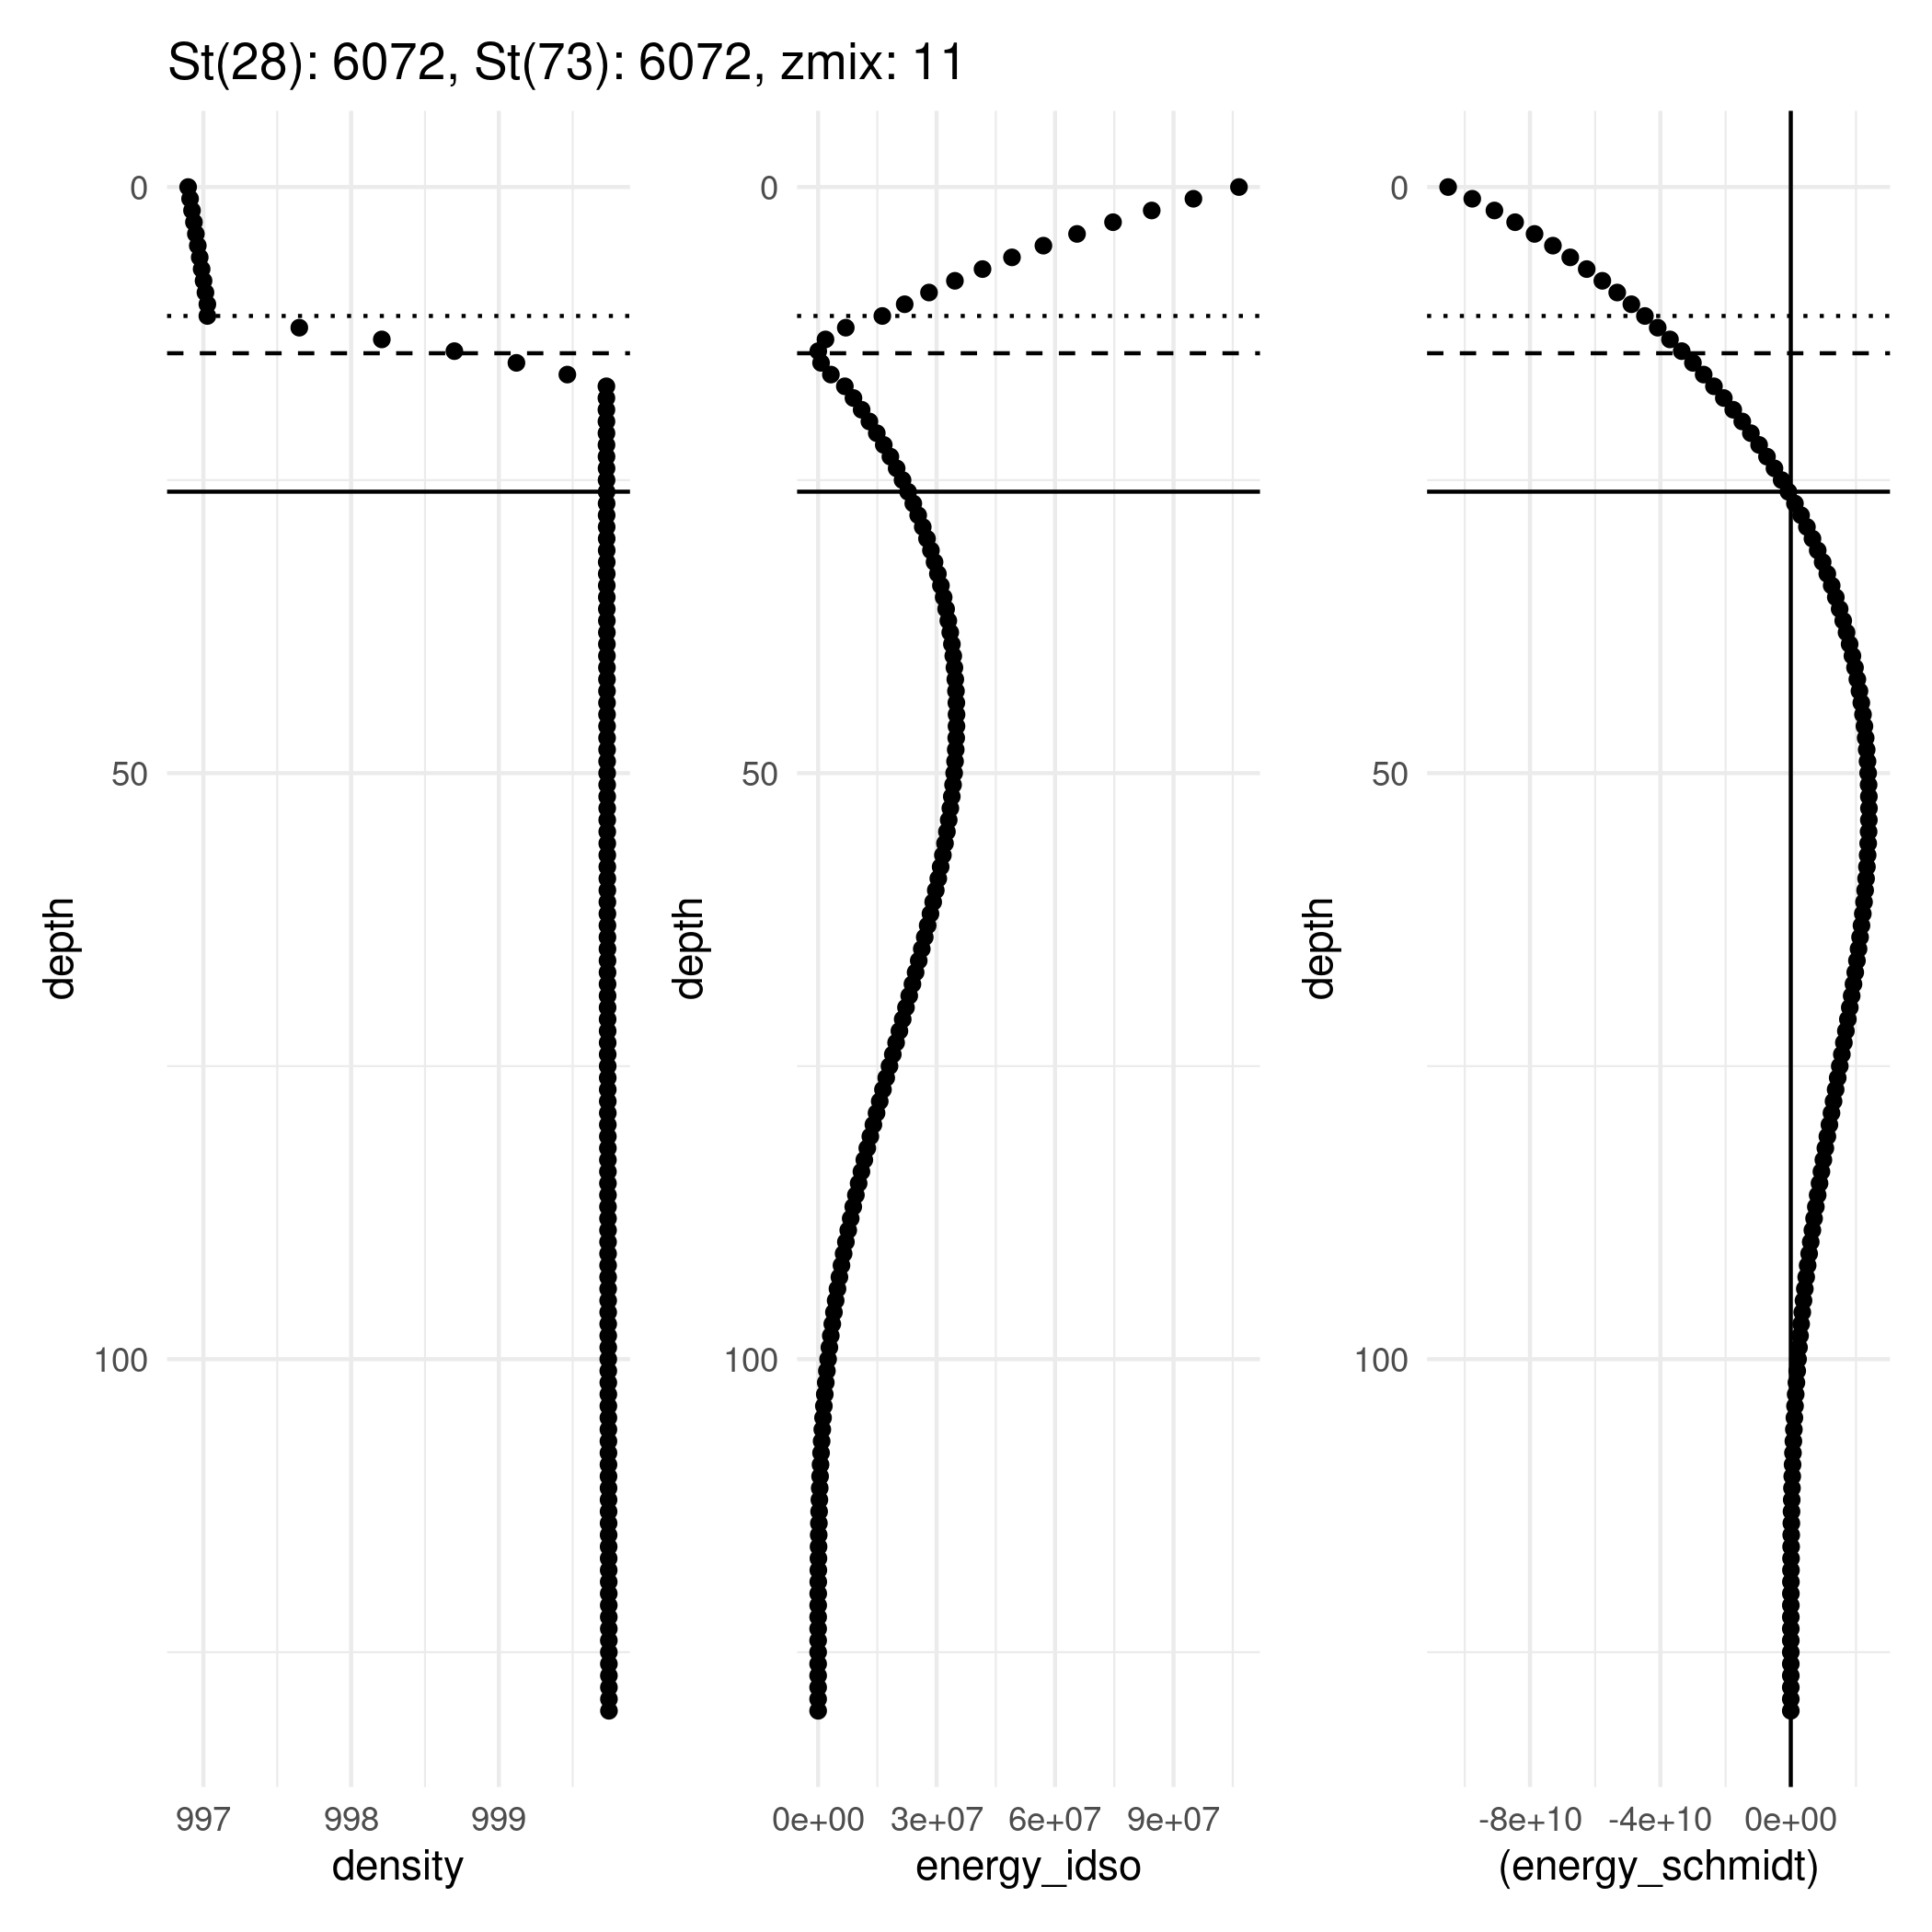 St(28): 6072, St(73): 6072, zmix: 11
0
50
100
depth
997 998 999
density
0
50
100
depth
0e+00 3e+07 6e+07 9e+07
energy_idso
0
50
100
depth
-8e+10 -4e+10 0e+00
(energy_schmidt)